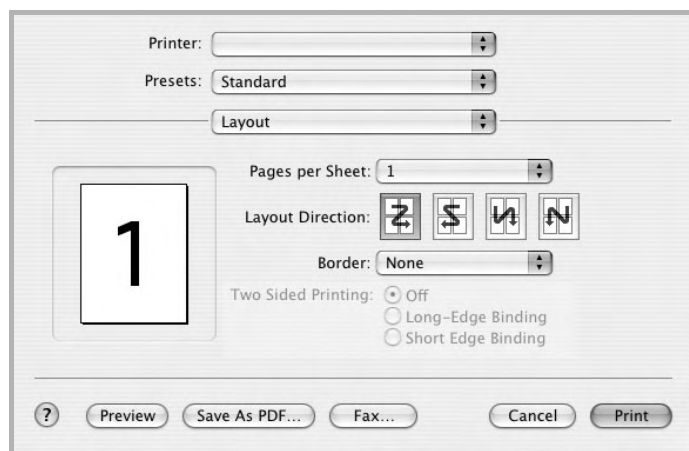 Printer:
Presets: Standard
Layout
Pages per Sheet: 1
Layout Direction:
1
Border: None
Two Sided Printing: Off
Long-Edge Binding
Short Edge Binding
? Preview Save As PDF... Fax... Cancel Print